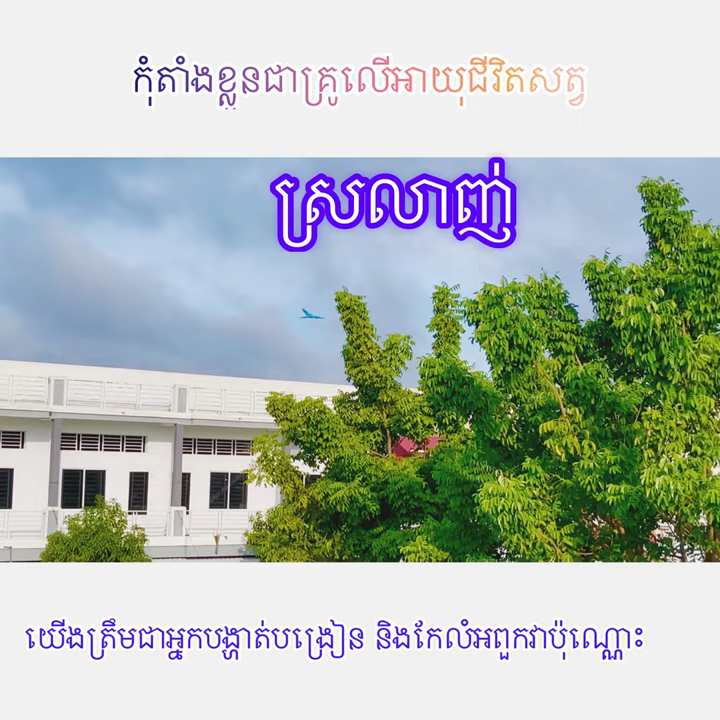 កុំតាំងខ្លួនជាគ្រូលើអាយុជីវិតសត្វ
ស្រលាញ់
យើងត្រឹមជាអ្នកបង្ហាត់បង្រៀន និងកែលំអពួកវាប៉ុណ្ណោះ